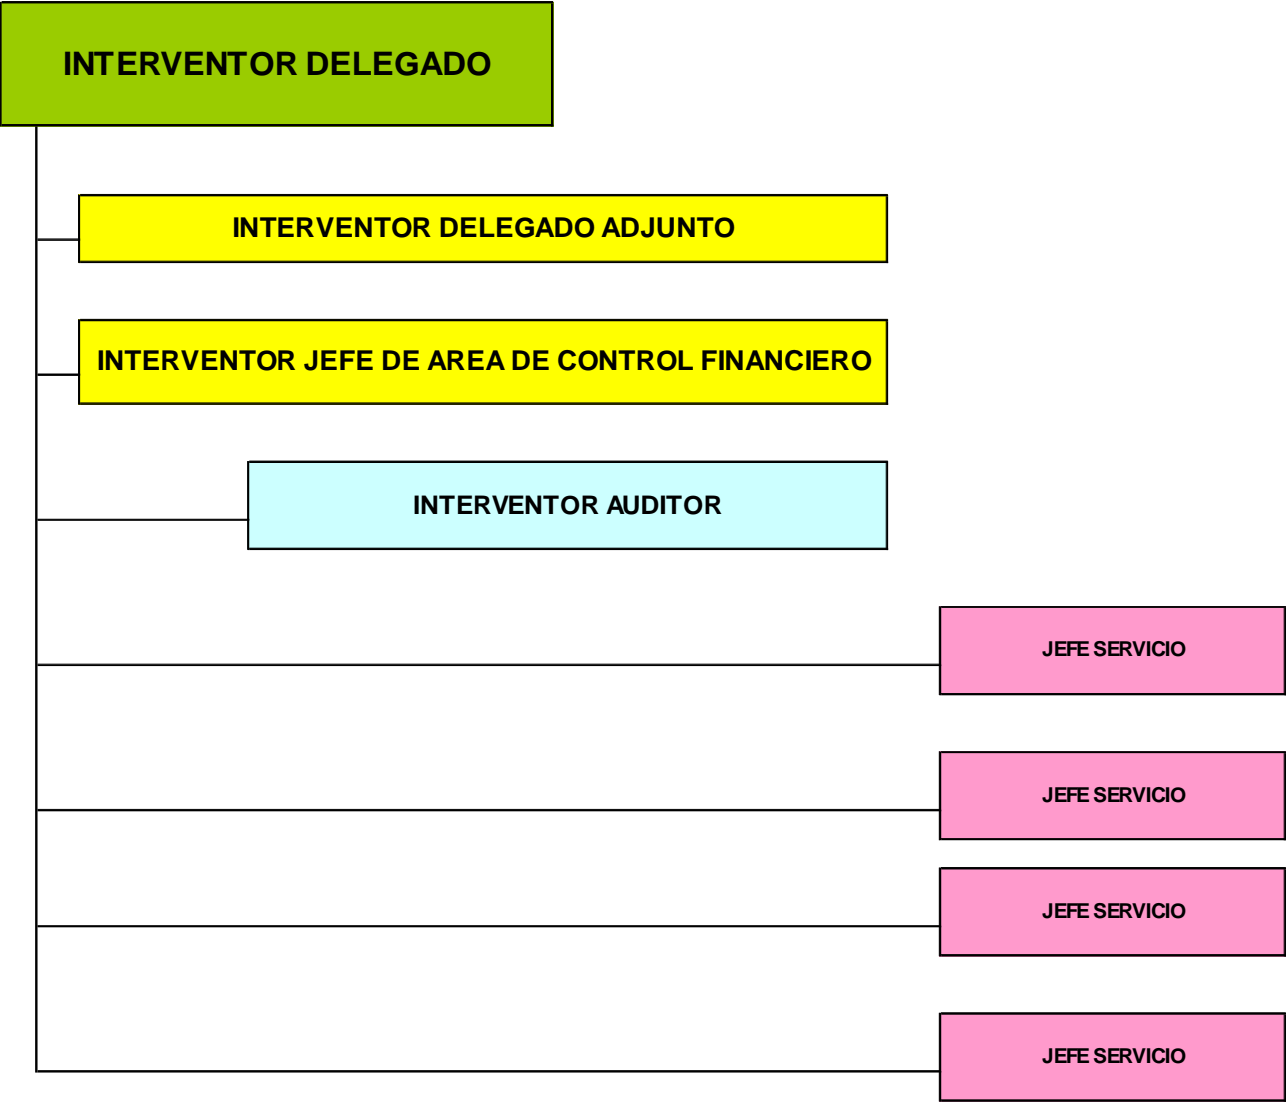 INTERVENTOR DELEGADO
INTERVENTOR DELEGADO ADJUNTO
INTERVENTOR JEFE DE AREA DE CONTROL FINANCIERO
INTERVENTOR AUDITOR
JEFE SERVICIO
JEFE SERVICIO
JEFE SERVICIO
JEFE SERVICIO